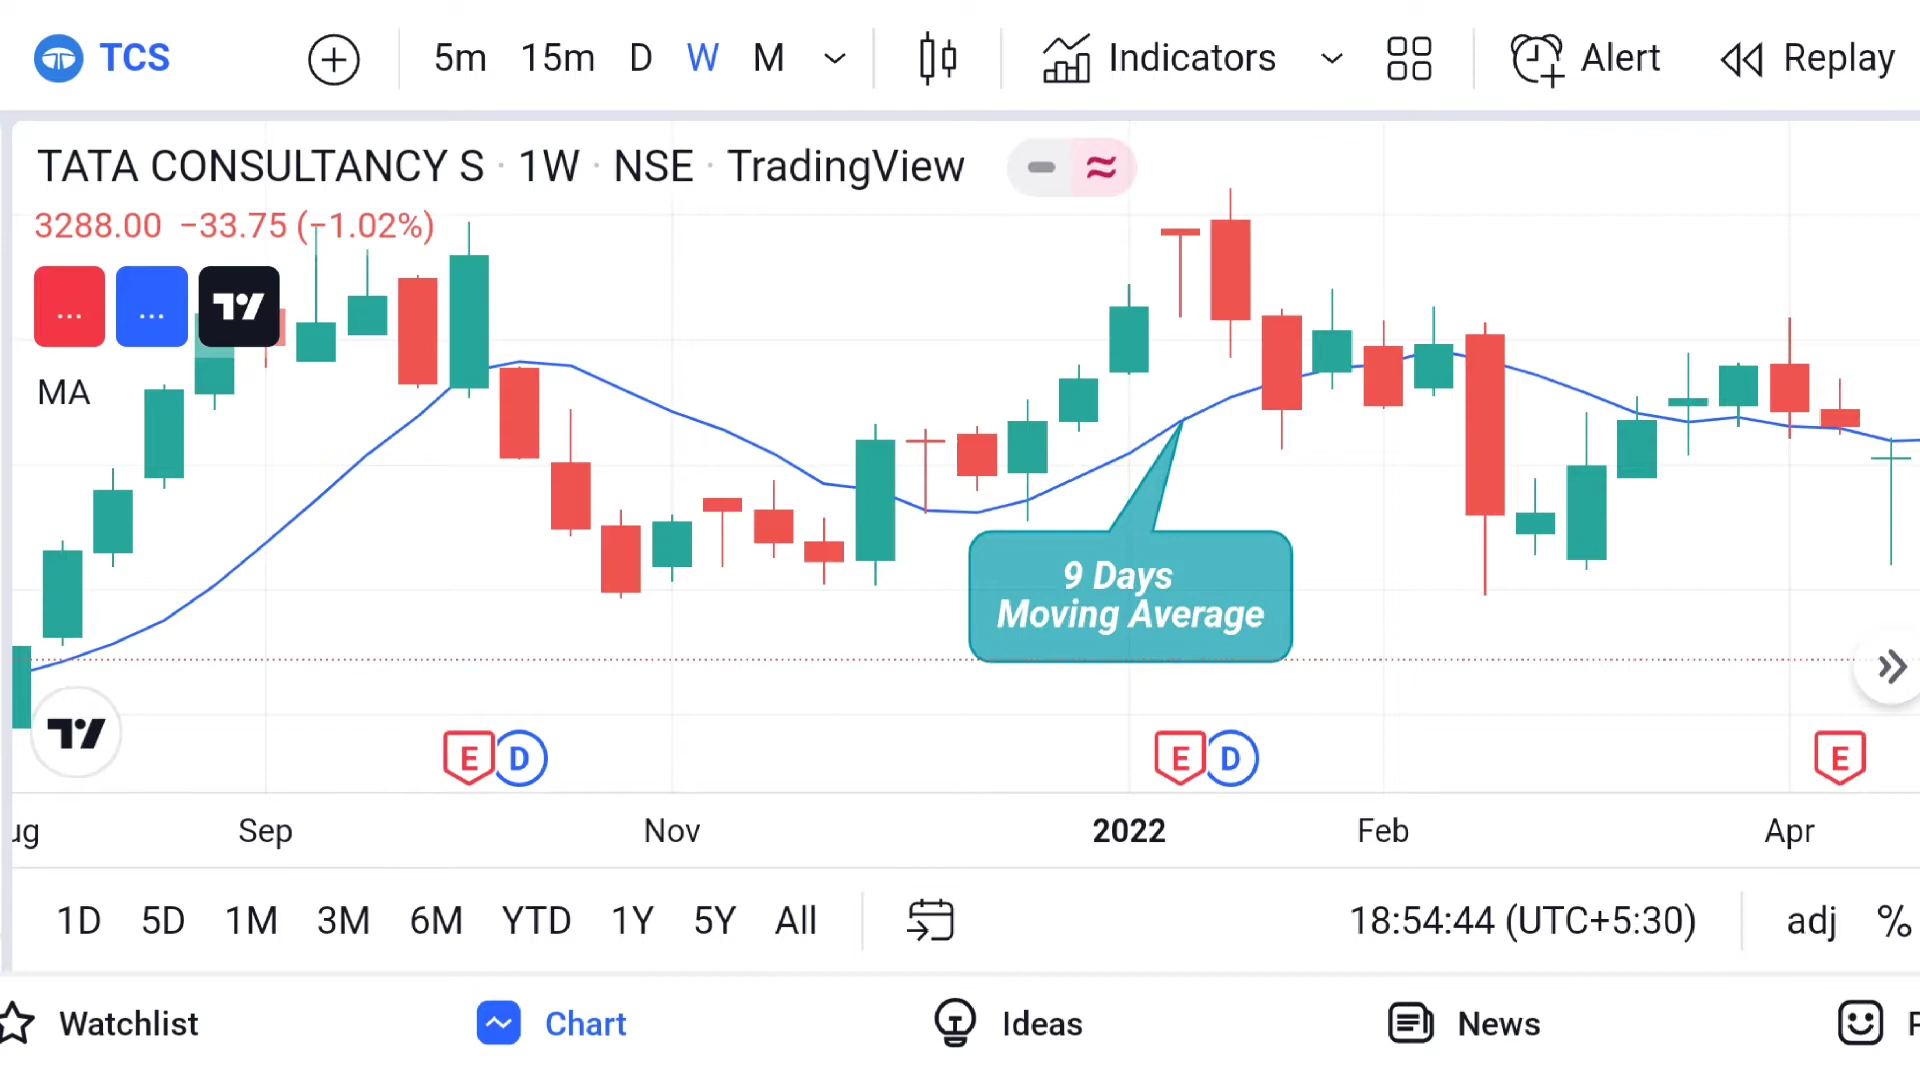 TCS 5m 15m D W M Indicators Alert Replay
TATA CONSULTANCY S · 1W · NSE · TradingView
3288.00 −33.75 (−1.02%)
... ...
MA
9 Days
Moving Average
E D E D E
ug Sep Nov 2022 Feb Apr
1D 5D 1M 3M 6M YTD 1Y 5Y All 18:54:44 (UTC+5:30) adj %
Watchlist Chart Ideas News